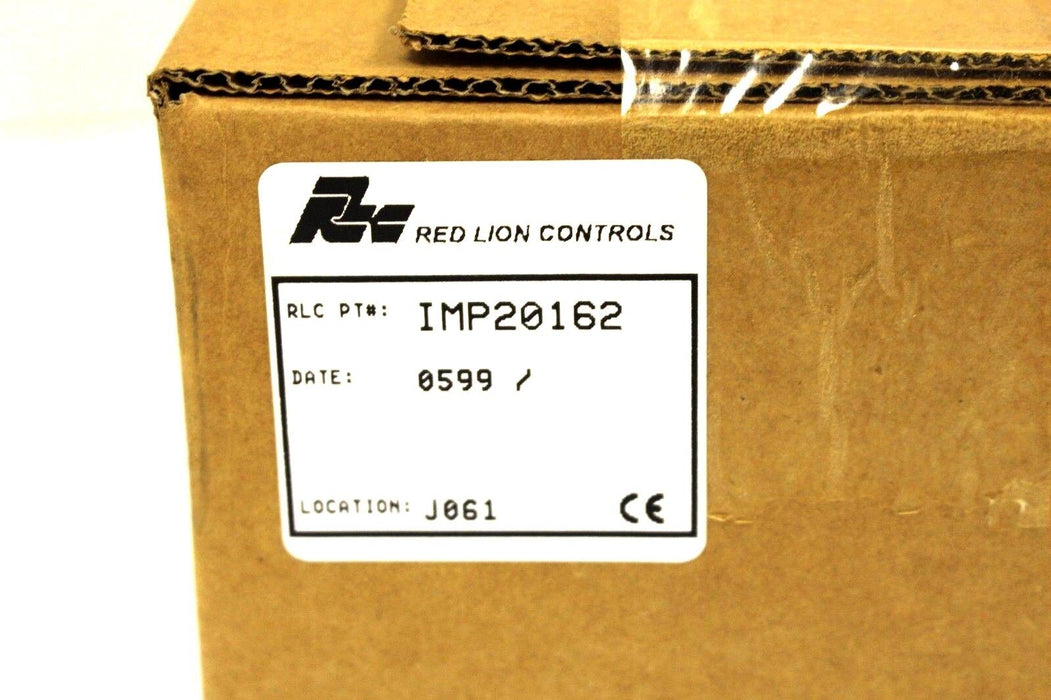 RLC RED LION CONTROLS
RLC PT#: IMP20162
DATE: 0599 /
LOCATION: J061 CE